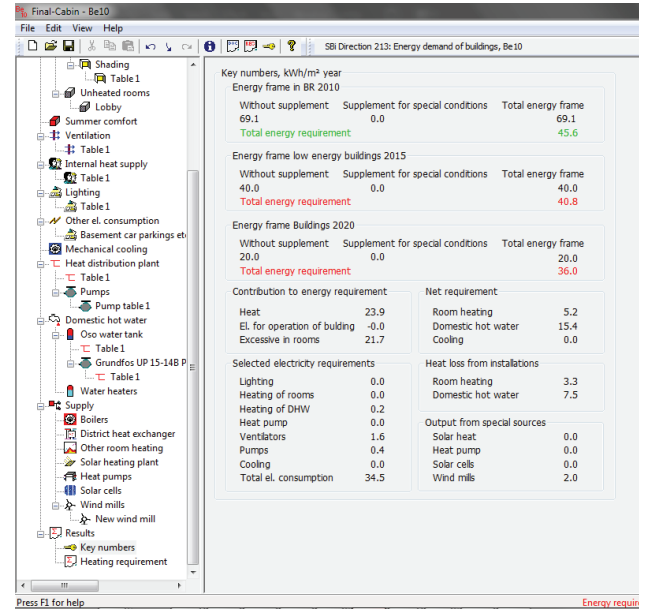 Final-Cabin - Be10
File Edit View Help
SBi Direction 213: Energy demand of buildings, Be10
Shading
Table 1
Unheated rooms
Lobby
Summer comfort
Ventilation
Table 1
Internal heat supply
Table 1
Lighting
Table 1
Other el. consumption
Basement car parkings et
Mechanical cooling
Heat distribution plant
Table 1
Pumps
Pump table 1
Domestic hot water
Oso water tank
Table 1
Grundfos UP 15-14B P
Table 1
Water heaters
Supply
Boilers
District heat exchanger
Other room heating
Solar heating plant
Heat pumps
Solar cells
Wind mills
New wind mill
Results
Key numbers
Heating requirement
Key numbers, kWh/m² year
Energy frame in BR 2010
Without supplement Supplement for special conditions Total energy frame
69.1 0.0 69.1
Total energy requirement 45.6
Energy frame low energy buildings 2015
Without supplement Supplement for special conditions Total energy frame
40.0 0.0 40.0
Total energy requirement 40.8
Energy frame Buildings 2020
Without supplement Supplement for special conditions Total energy frame
20.0 0.0 20.0
Total energy requirement 36.0
Contribution to energy requirement
Heat 23.9
El. for operation of bulding -0.0
Excessive in rooms 21.7
Net requirement
Room heating 5.2
Domestic hot water 15.4
Cooling 0.0
Selected electricity requirements
Lighting 0.0
Heating of rooms 0.0
Heating of DHW 0.2
Heat pump 0.0
Ventilators 1.6
Pumps 0.4
Cooling 0.0
Total el. consumption 34.5
Heat loss from installations
Room heating 3.3
Domestic hot water 7.5
Output from special sources
Solar heat 0.0
Heat pump 0.0
Solar cells 0.0
Wind mills 2.0
Press F1 for help
Energy requir